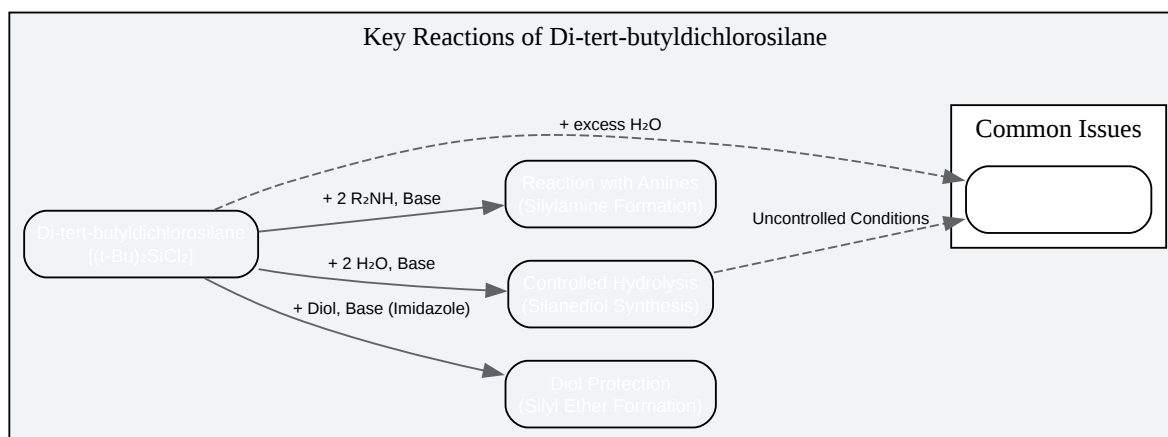 Key Reactions of Di-tert-butyldichlorosilane
Common Issues
+ excess H₂O
Reaction with Amines
(Silylamine Formation)
+ 2 R₂NH, Base
Uncontrolled Conditions
Di-tert-butyldichlorosilane
[(t-Bu)₂SiCl₂]
+ 2 H₂O, Base
Controlled Hydrolysis
(Silanediol Synthesis)
+ Diol, Base (Imidazole)
Diol Protection
(Silyl Ether Formation)